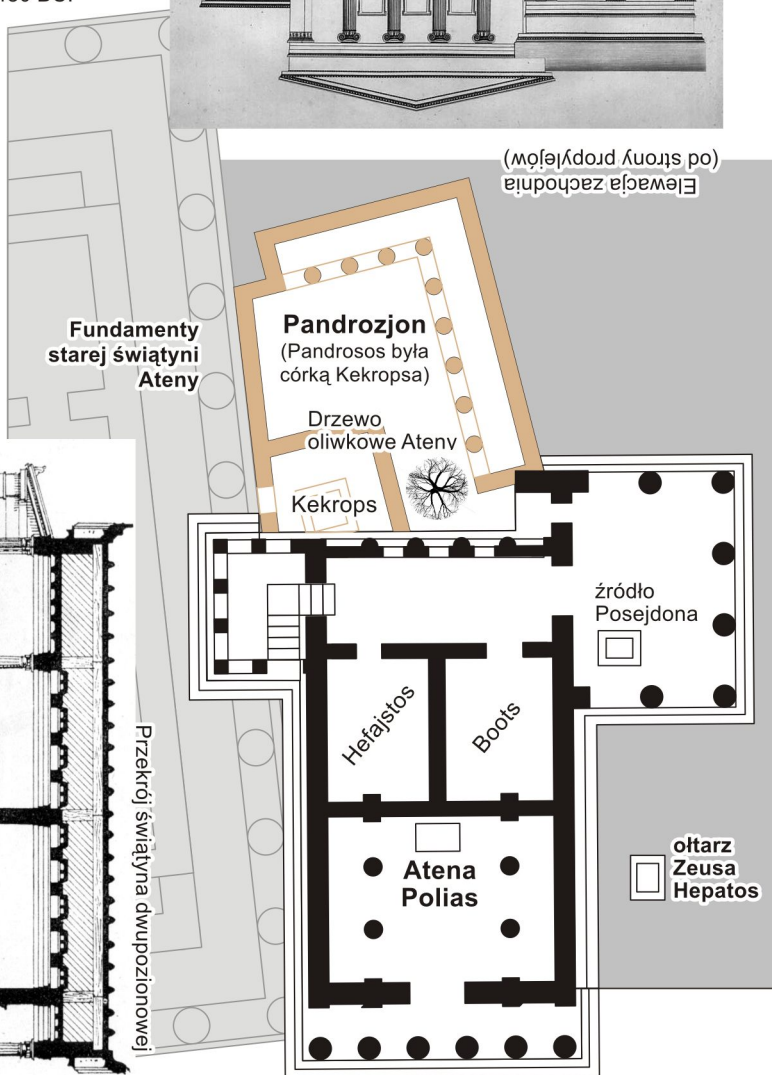 Elewacja zachodnia
(od strony propylejów)
Fundamenty
starej świątyni
Ateny
Pandrozjon
(Pandrosos była
córką Kekropsa)
Drzewo
oliwkowe Ateny
Kekrops
źródło
Posejdona
Hefajstos
Boots
Przekrój świątyna dwupozionowej
Atena
Polias
ołtarz
Zeusa
Hepatos